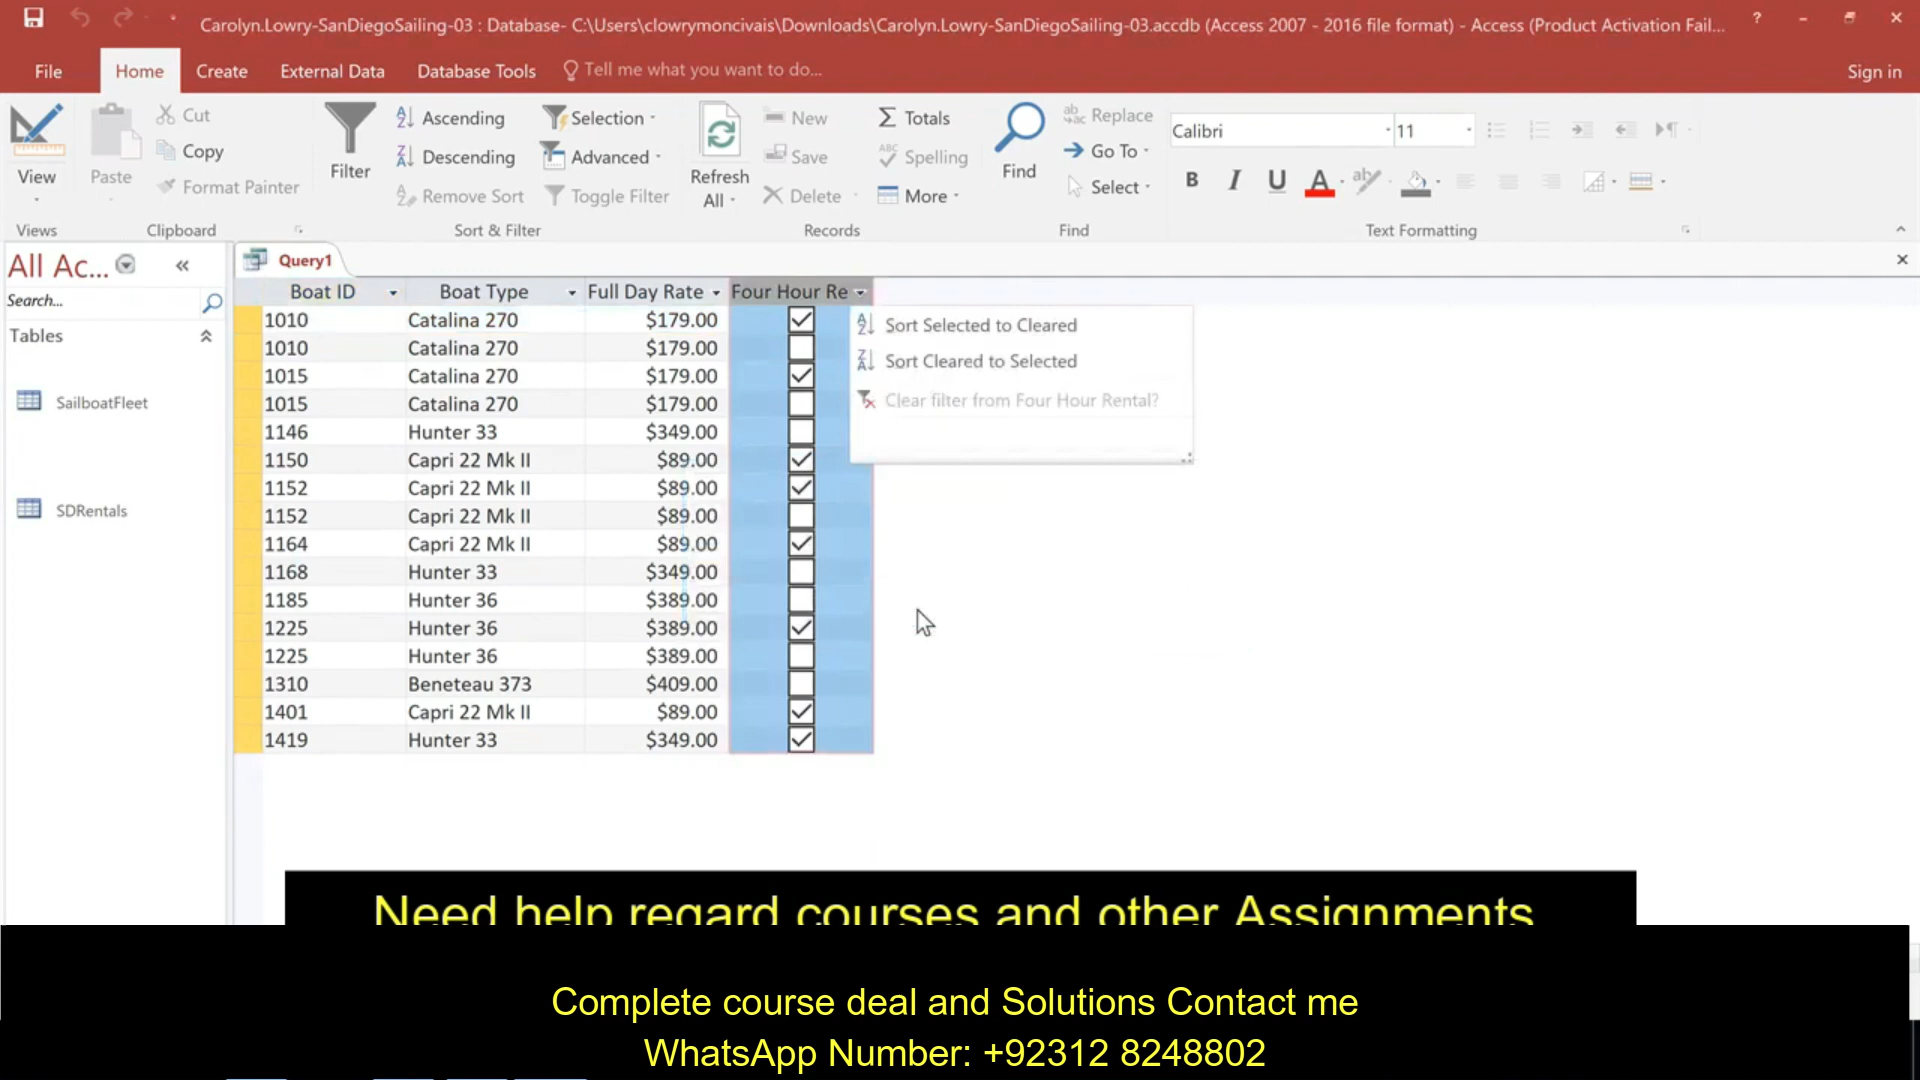 Carolyn.Lowry-SanDiegoSailing-03 : Database- C:\Users\clowrymoncivais\Downloads\Carolyn.Lowry-SanDiegoSailing-03.accdb (Access 2007 - 2016 file format) - Access (Product Activation Fail...
?
File Home Create External Data Database Tools Tell me what you want to do... Sign in
Cut
Copy
Format Painter
View
Paste
Filter
Ascending
Descending
Remove Sort
Selection
Advanced
Toggle Filter
Refresh
All
New
Save
Delete
Totals
Spelling
More
Find
Replace
Go To
Select
Calibri 11
B I U A
Views Clipboard Sort & Filter Records Find Text Formatting
All Ac...
Search...
Tables
SailboatFleet
SDRentals
Query1
Boat ID Boat Type Full Day Rate Four Hour Re
1010 Catalina 270 $179.00
1010 Catalina 270 $179.00
1015 Catalina 270 $179.00
1015 Catalina 270 $179.00
1146 Hunter 33 $349.00
1150 Capri 22 Mk II $89.00
1152 Capri 22 Mk II $89.00
1152 Capri 22 Mk II $89.00
1164 Capri 22 Mk II $89.00
1168 Hunter 33 $349.00
1185 Hunter 36 $389.00
1225 Hunter 36 $389.00
1225 Hunter 36 $389.00
1310 Beneteau 373 $409.00
1401 Capri 22 Mk II $89.00
1419 Hunter 33 $349.00
Sort Selected to Cleared
Sort Cleared to Selected
Clear filter from Four Hour Rental?
Need help regard courses and other Assignments
Complete course deal and Solutions Contact me
WhatsApp Number: +92312 8248802